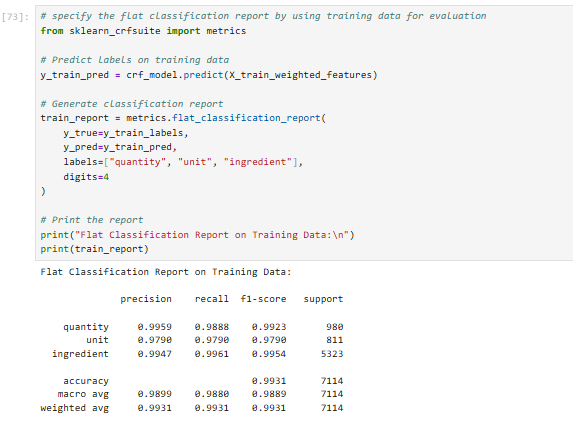 [73]: # specify the flat classification report by using training data for evaluation
from sklearn_crfsuite import metrics

# Predict labels on training data
y_train_pred = crf_model.predict(X_train_weighted_features)

# Generate classification report
train_report = metrics.flat_classification_report(
    y_true=y_train_labels,
    y_pred=y_train_pred,
    labels=["quantity", "unit", "ingredient"],
    digits=4
)

# Print the report
print("Flat Classification Report on Training Data:\n")
print(train_report)
Flat Classification Report on Training Data:

              precision    recall  f1-score   support

    quantity     0.9959    0.9888    0.9923       980
        unit     0.9790    0.9790    0.9790       811
  ingredient     0.9947    0.9961    0.9954      5323

    accuracy                         0.9931      7114
   macro avg     0.9899    0.9880    0.9889      7114
weighted avg     0.9931    0.9931    0.9931      7114